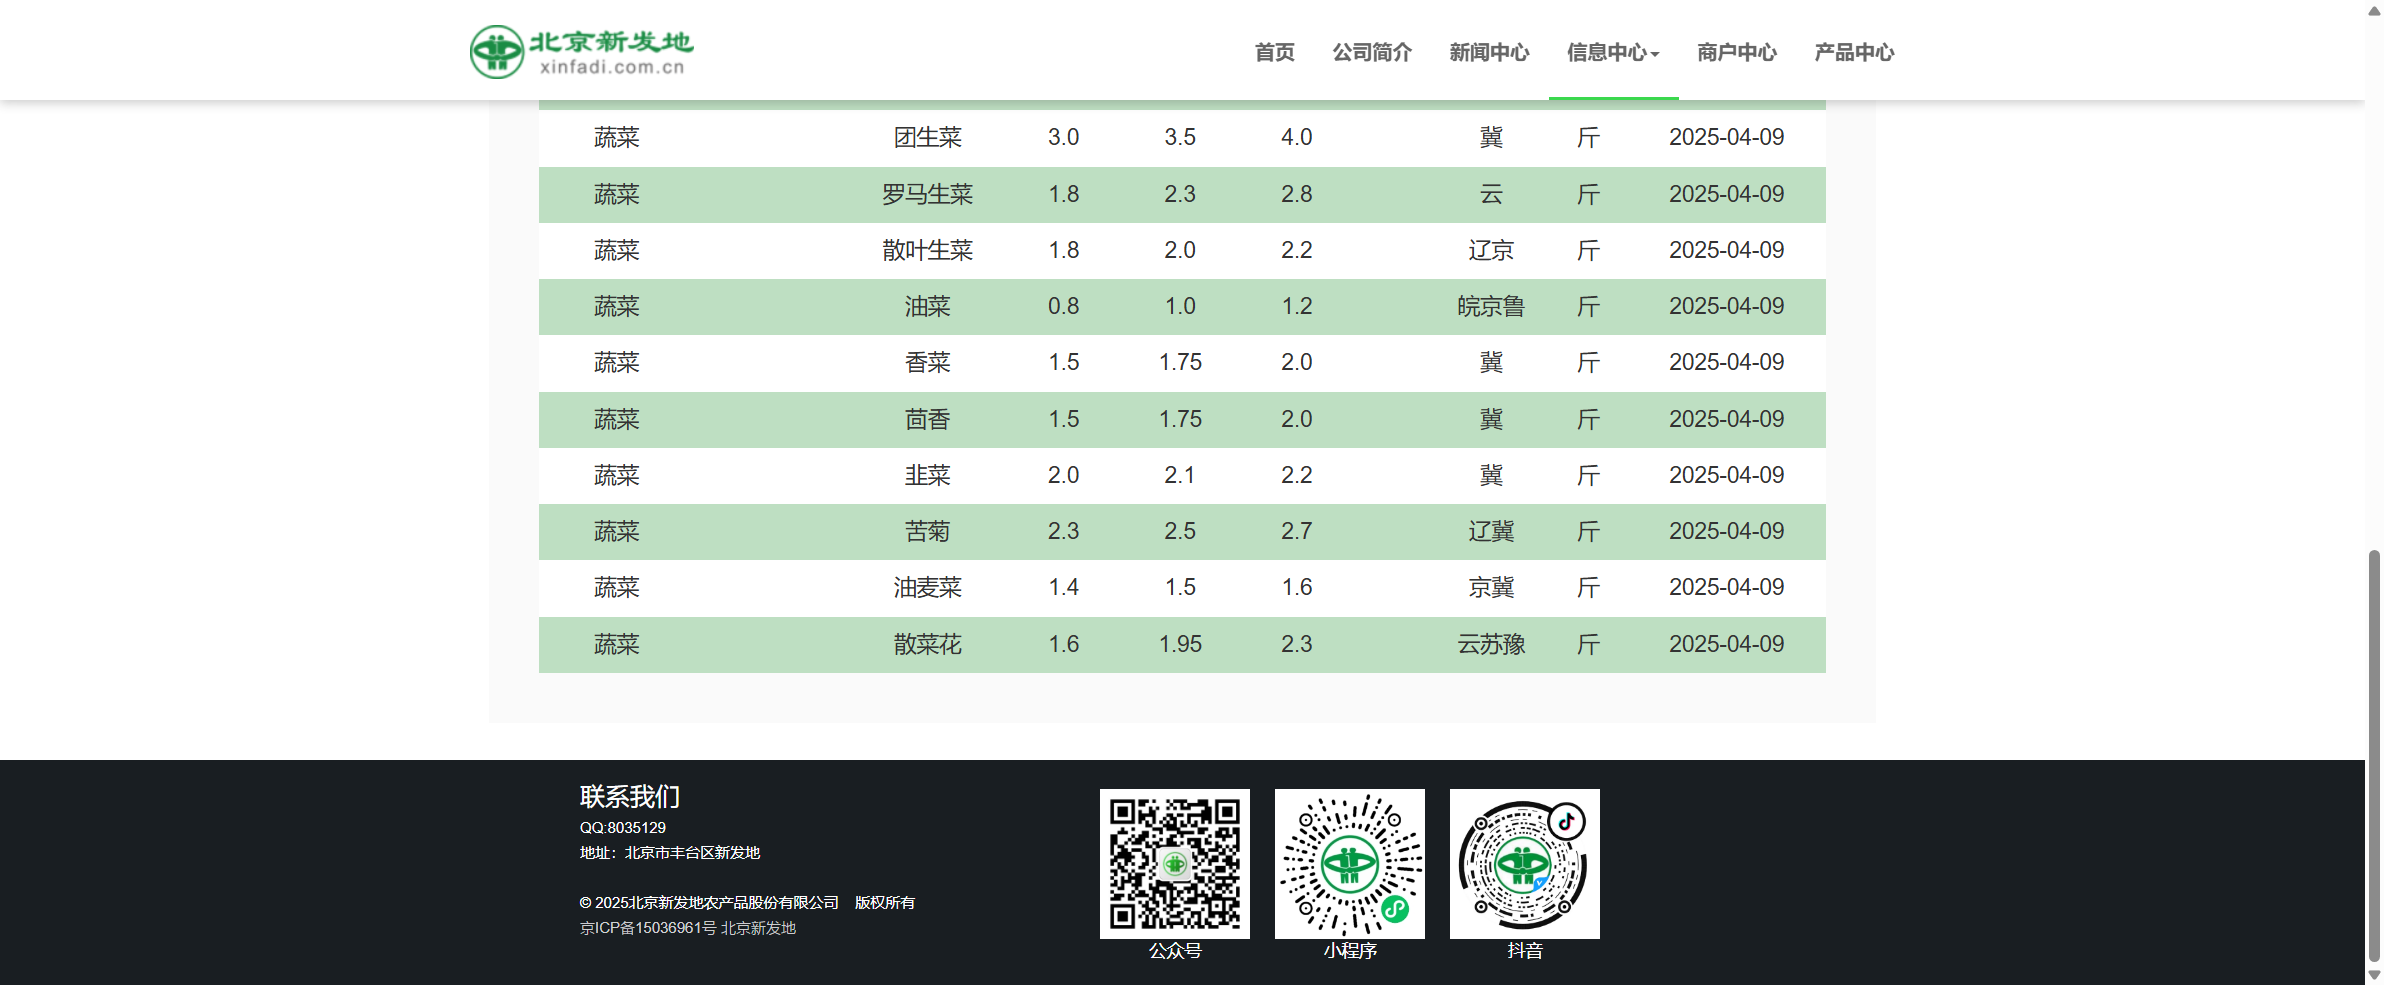 北京新发地
xinfadi.com.cn
首页 公司简介 新闻中心 信息中心 商户中心 产品中心
蔬菜 团生菜 3.0 3.5 4.0 冀 斤 2025-04-09
蔬菜 罗马生菜 1.8 2.3 2.8 云 斤 2025-04-09
蔬菜 散叶生菜 1.8 2.0 2.2 辽京 斤 2025-04-09
蔬菜 油菜 0.8 1.0 1.2 皖京鲁 斤 2025-04-09
蔬菜 香菜 1.5 1.75 2.0 冀 斤 2025-04-09
蔬菜 茴香 1.5 1.75 2.0 冀 斤 2025-04-09
蔬菜 韭菜 2.0 2.1 2.2 冀 斤 2025-04-09
蔬菜 苦菊 2.3 2.5 2.7 辽冀 斤 2025-04-09
蔬菜 油麦菜 1.4 1.5 1.6 京冀 斤 2025-04-09
蔬菜 散菜花 1.6 1.95 2.3 云苏豫 斤 2025-04-09
联系我们
QQ:8035129
地址：北京市丰台区新发地
© 2025北京新发地农产品股份有限公司 版权所有
京ICP备15036961号 北京新发地
公众号 小程序 抖音